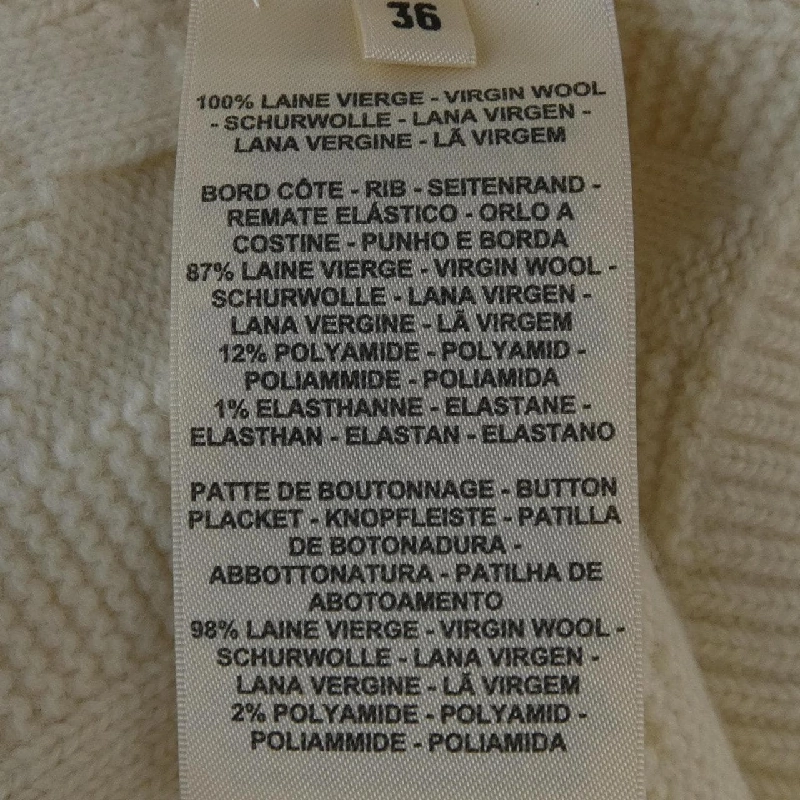 36
100% LAINE VIERGE - VIRGIN WOOL
- SCHURWOLLE - LANA VIRGEN -
LANA VERGINE - LÃ VIRGEM
BORD CÔTE - RIB - SEITENRAND -
REMATE ELÁSTICO - ORLO A
COSTINE - PUNHO E BORDA
87% LAINE VIERGE - VIRGIN WOOL -
SCHURWOLLE - LANA VIRGEN -
LANA VERGINE - LÃ VIRGEM
12% POLYAMIDE - POLYAMID -
POLIAMMIDE - POLIAMIDA
1% ELASTHANNE - ELASTANE -
ELASTHAN - ELASTAN - ELASTANO
PATTE DE BOUTONNAGE - BUTTON
PLACKET - KNOPFLEISTE - PATILLA
DE BOTONADURA -
ABBOTTONATURA - PATILHA DE
ABOTOAMENTO
98% LAINE VIERGE - VIRGIN WOOL -
SCHURWOLLE - LANA VIRGEN -
LANA VERGINE - LÃ VIRGEM
2% POLYAMIDE - POLYAMID -
POLIAMMIDE - POLIAMIDA